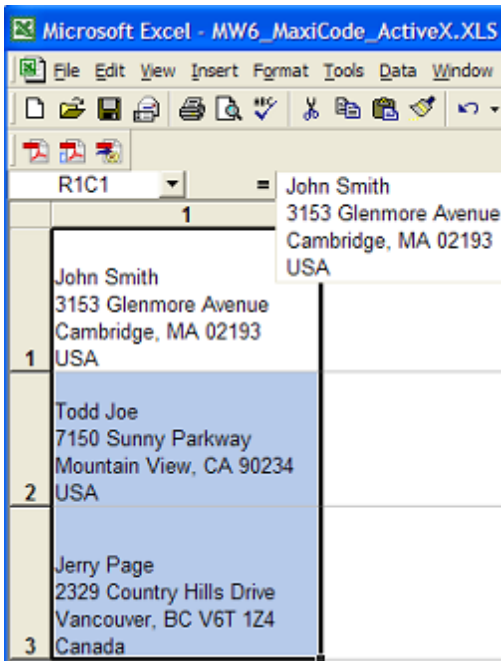 Microsoft Excel - MW6_MaxiCode_ActiveX.XLS
File Edit View Insert Format Tools Data Window
R1C1 = John Smith
3153 Glenmore Avenue
Cambridge, MA 02193
USA
1
John Smith
3153 Glenmore Avenue
Cambridge, MA 02193
1 USA
Todd Joe
7150 Sunny Parkway
Mountain View, CA 90234
2 USA
Jerry Page
2329 Country Hills Drive
Vancouver, BC V6T 1Z4
3 Canada